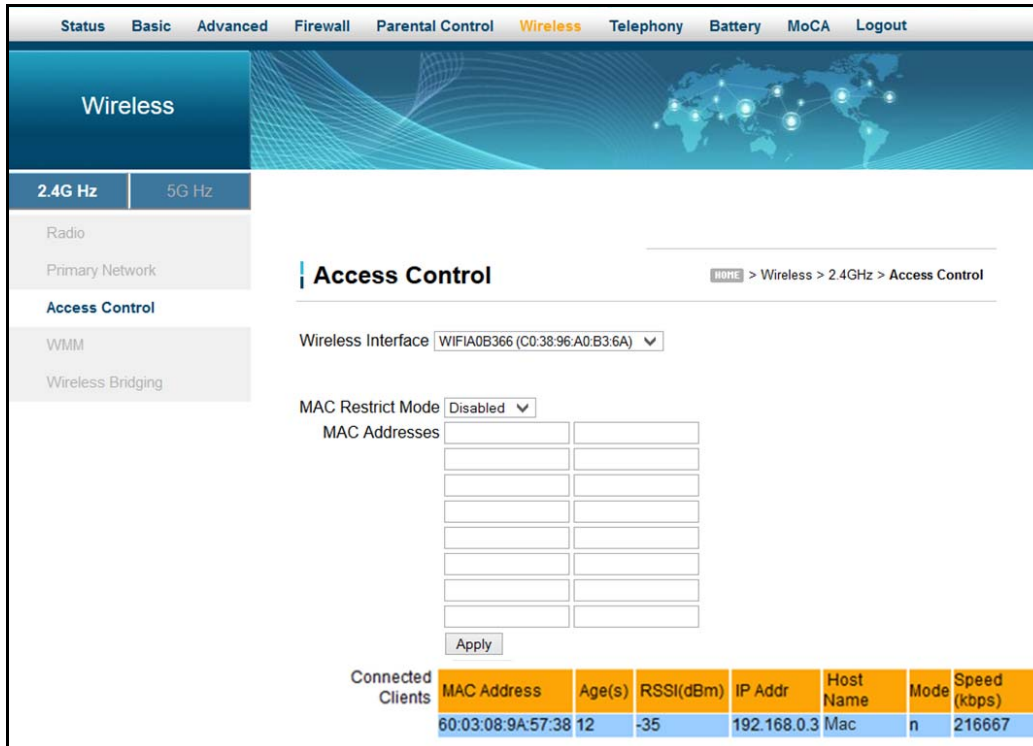 Status Basic Advanced Firewall Parental Control Wireless Telephony Battery MoCA Logout
Wireless
2.4G Hz 5G Hz
Radio
Primary Network
Access Control
WMM
Wireless Bridging
Access Control
HOME > Wireless > 2.4GHz > Access Control
Wireless Interface WIFIA0B366 (C0:38:96:A0:B3:6A)
MAC Restrict Mode Disabled
MAC Addresses
Apply
Connected Clients
MAC Address Age(s) RSSI(dBm) IP Addr Host Name Mode Speed (kbps)
60:03:08:9A:57:38 12 -35 192.168.0.3 Mac n 216667